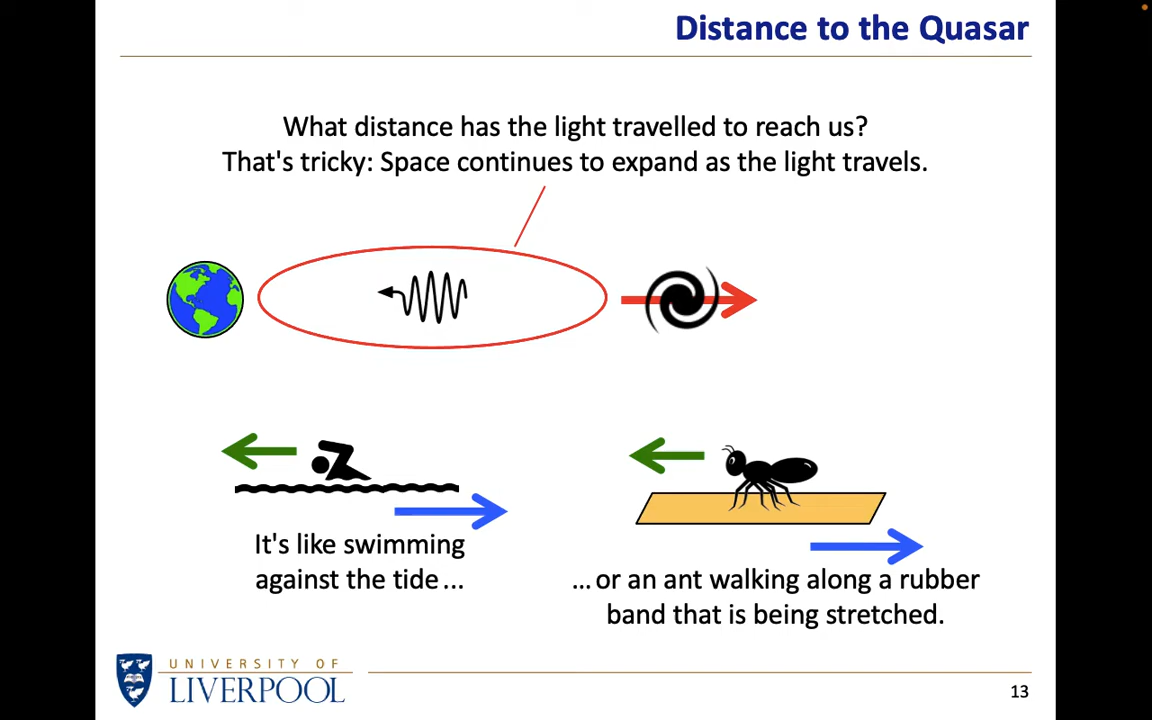 Distance to the Quasar
What distance has the light travelled to reach us?
That's tricky: Space continues to expand as the light travels.
It's like swimming
against the tide ...
... or an ant walking along a rubber
band that is being stretched.
UNIVERSITY OF
LIVERPOOL
13